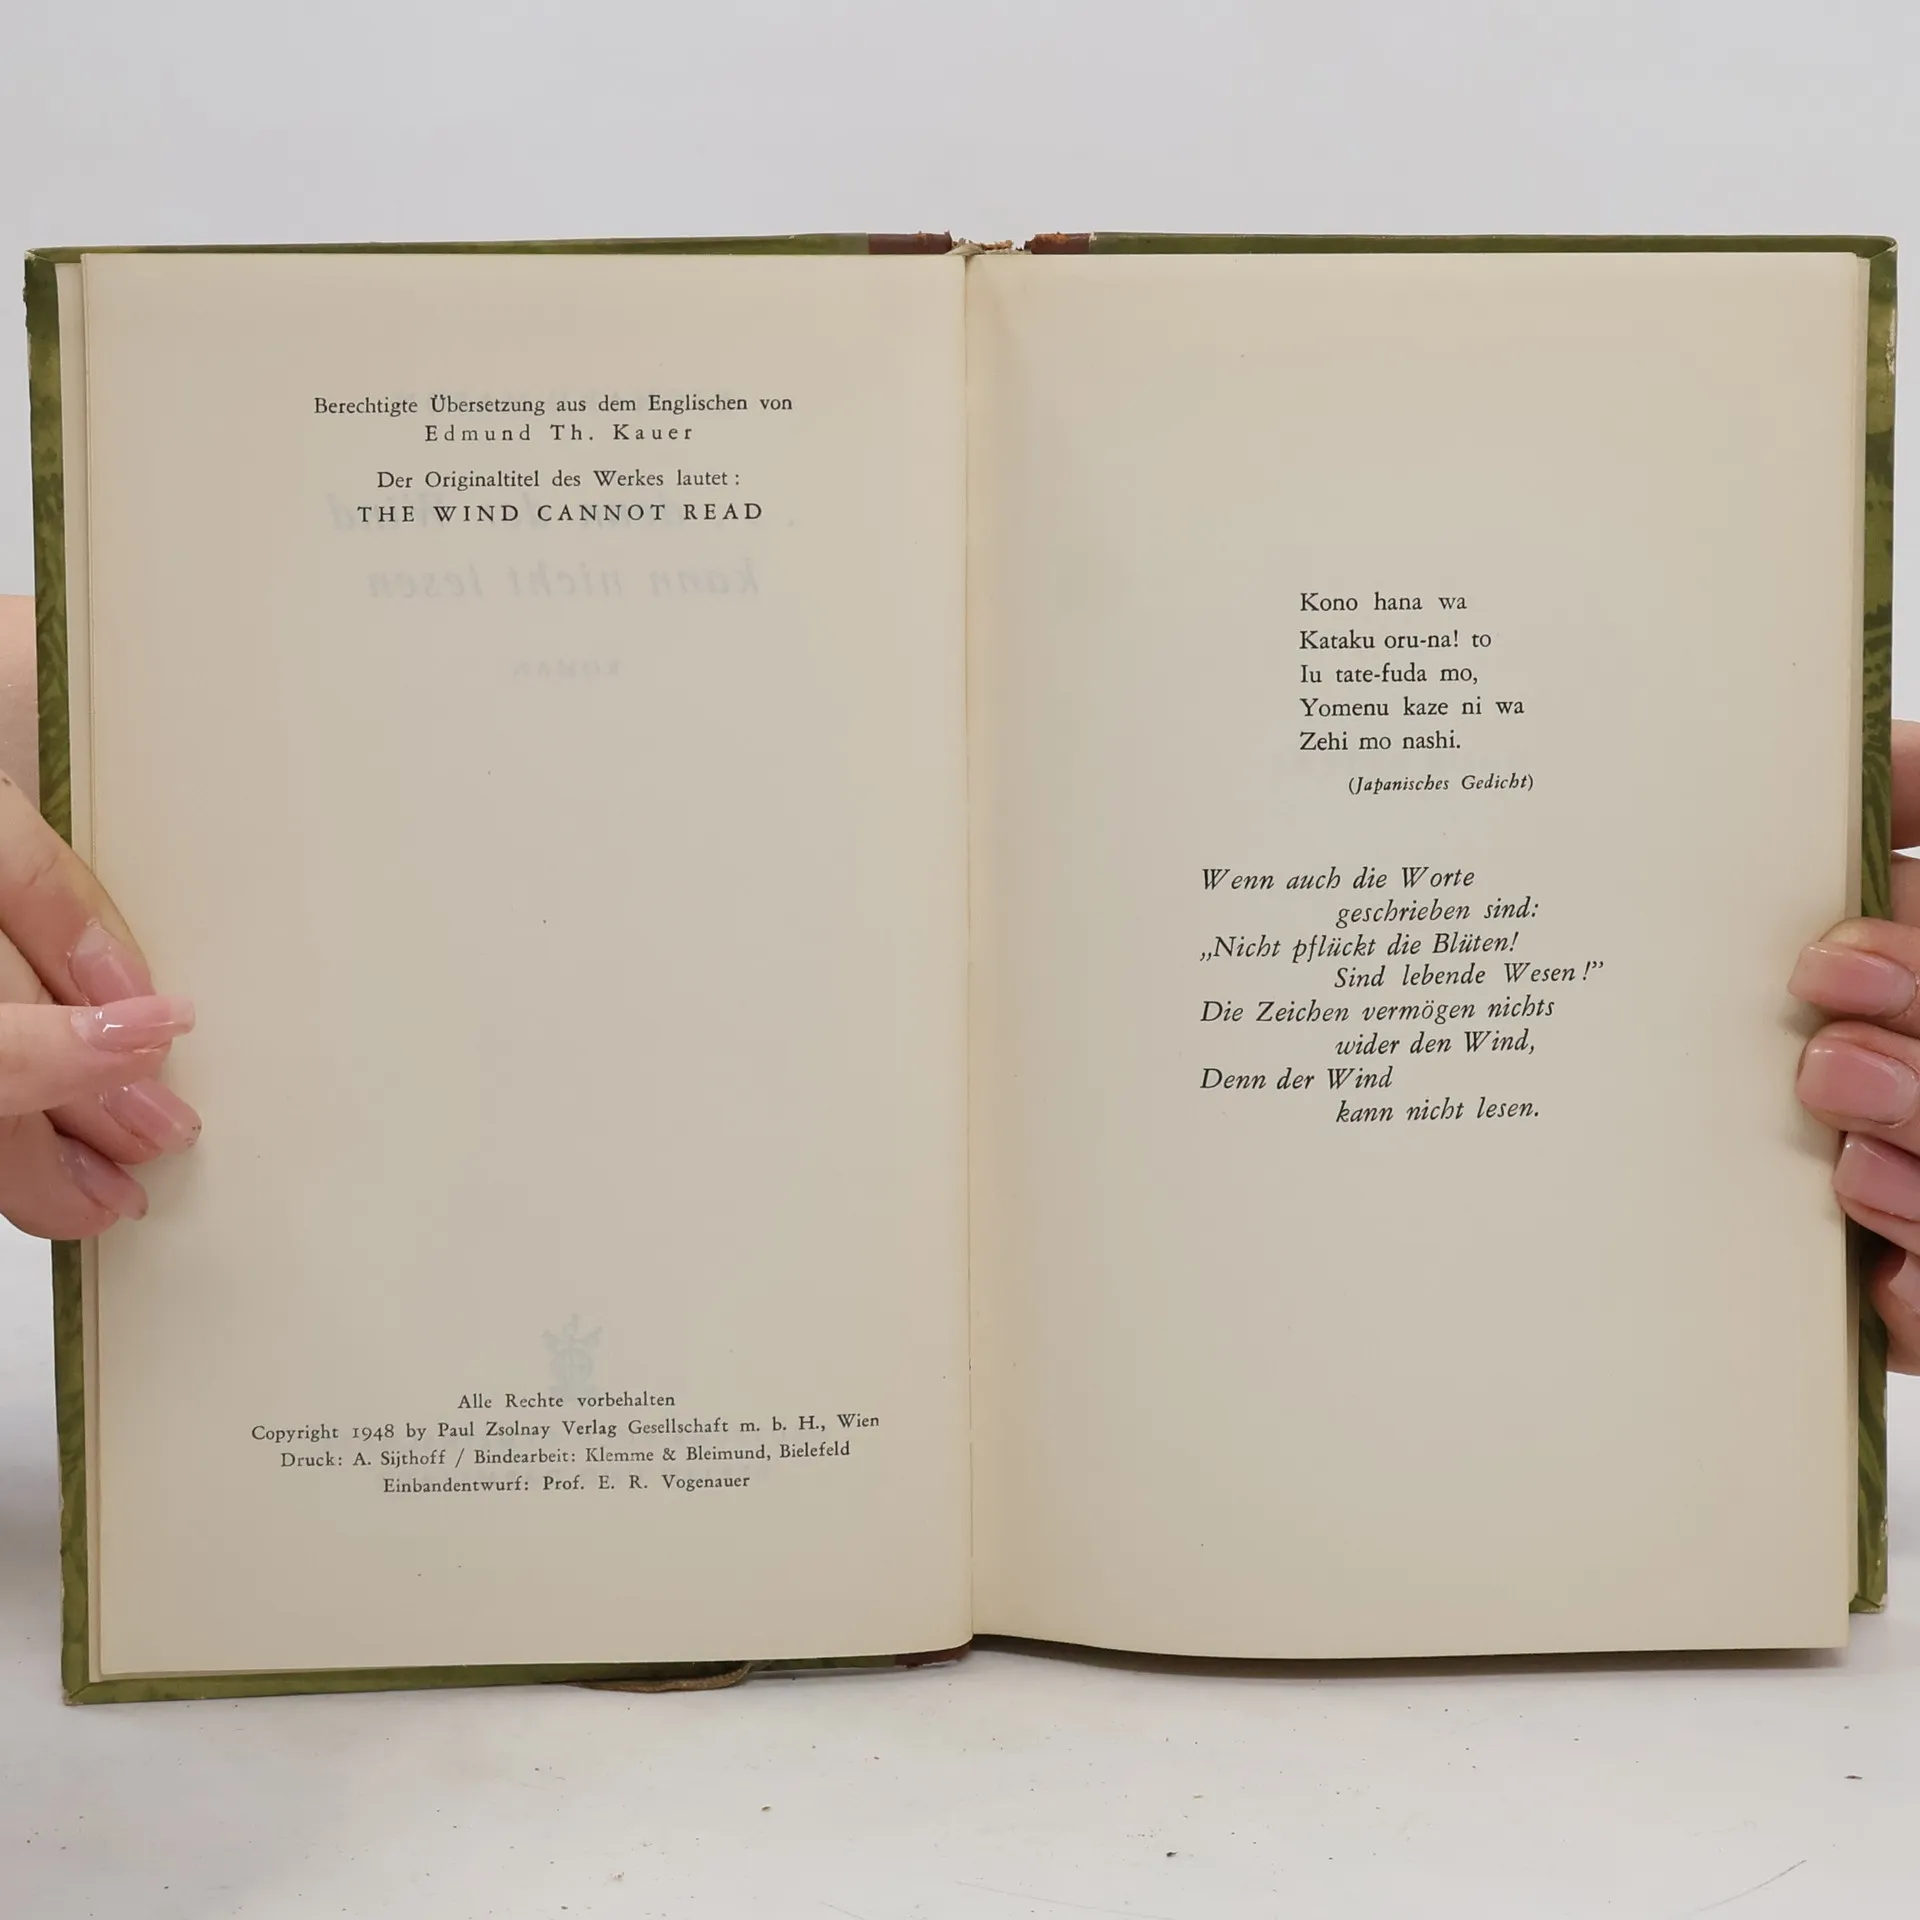 Berechtigte Übersetzung aus dem Englischen von
Edmund Th. Kauer
Der Originaltitel des Werkes lautet:
THE WIND CANNOT READ
Alle Rechte vorbehalten
Copyright 1948 by Paul Zsolnay Verlag Gesellschaft m. b. H., Wien
Druck: A. Sijthoff / Bindearbeit: Klemme & Bleimund, Bielefeld
Einbandentwurf: Prof. E. R. Vogenauer
Kono hana wa
Kataku oru-na! to
Iu tate-fuda mo,
Yomenu kaze ni wa
Zehi mo nashi.
(Japanisches Gedicht)
Wenn auch die Worte
geschrieben sind:
„Nicht pflückt die Blüten!
Sind lebende Wesen!”
Die Zeichen vermögen nichts
wider den Wind,
Denn der Wind
kann nicht lesen.